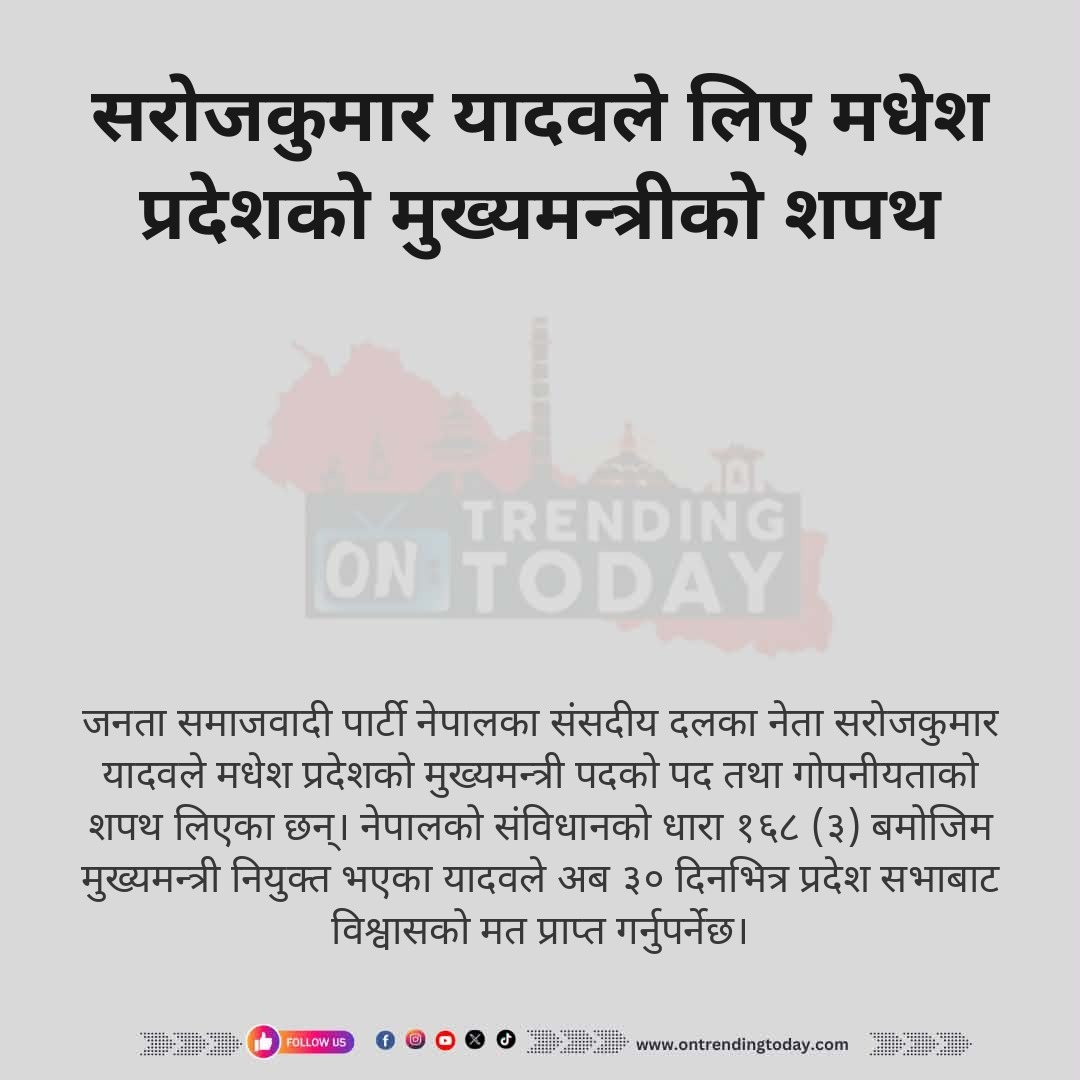 सरोजकुमार यादवले लिए मधेश
प्रदेशको मुख्यमन्त्रीको शपथ
TRENDING
ON TODAY
जनता समाजवादी पार्टी नेपालका संसदीय दलका नेता सरोजकुमार
यादवले मधेश प्रदेशको मुख्यमन्त्री पदको पद तथा गोपनीयताको
शपथ लिएका छन्। नेपालको संविधानको धारा १६८ (३) बमोजिम
मुख्यमन्त्री नियुक्त भएका यादवले अब ३० दिनभित्र प्रदेश सभाबाट
विश्वासको मत प्राप्त गर्नुपर्नेछ।
FOLLOW US www.ontrendingtoday.com